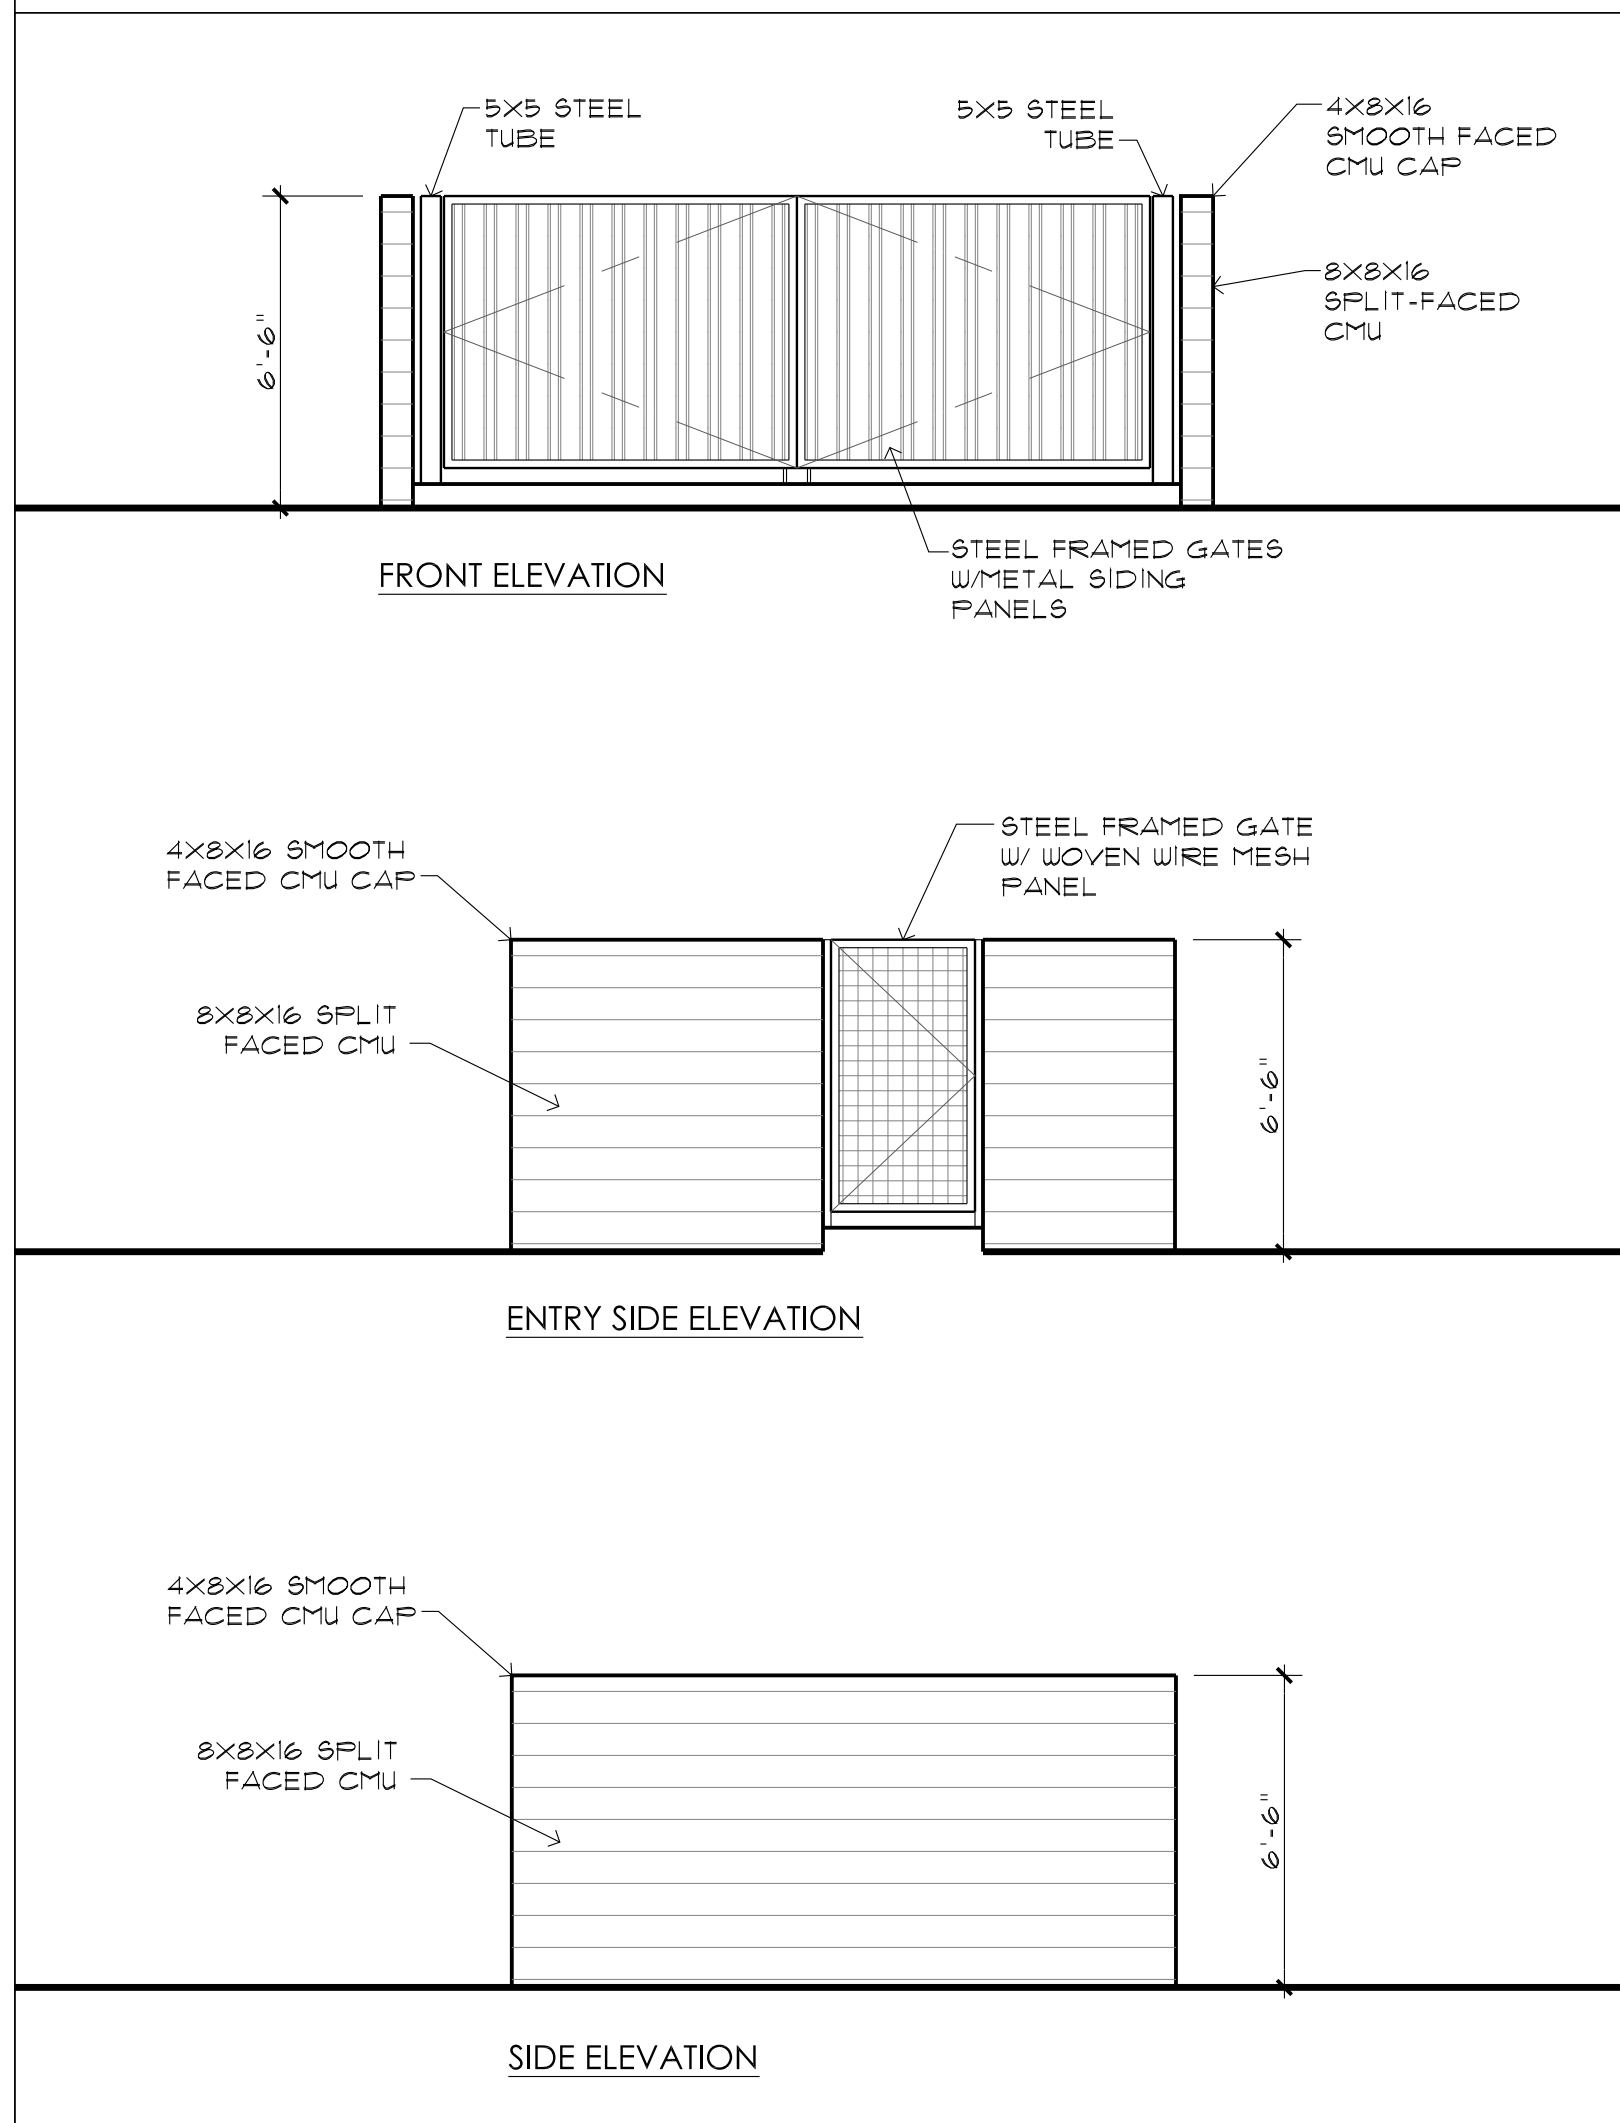 5X5 STEEL
TUBE
5X5 STEEL
TUBE
4X8X16
SMOOTH FACED
CMU CAP
8X8X16
SPLIT-FACED
CMU
6'-6"
STEEL FRAMED GATES
W/METAL SIDING
PANELS
FRONT ELEVATION
4X8X16 SMOOTH
FACED CMU CAP
STEEL FRAMED GATE
W/ WOVEN WIRE MESH
PANEL
8X8X16 SPLIT
FACED CMU
6'-6"
ENTRY SIDE ELEVATION
4X8X16 SMOOTH
FACED CMU CAP
8X8X16 SPLIT
FACED CMU
6'-6"
SIDE ELEVATION